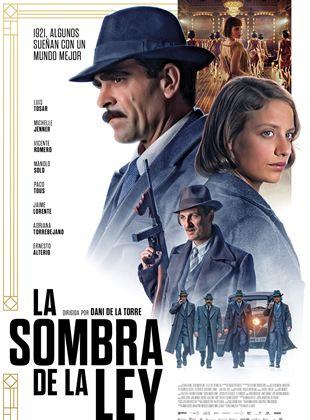 1921, ALGUNOS
SUEÑAN CON UN
MUNDO MEJOR
LUIS
TOSAR
MICHELLE
JENNER
VICENTE
ROMERO
MANOLO
SOLO
PACO
TOUS
JAIME
LORENTE
ADRIANA
TORREBEJANO
ERNESTO
ALTERIO
LA
DIRIGIDA POR DANI DE LA TORRE
SOMBRA
DE LA LEY